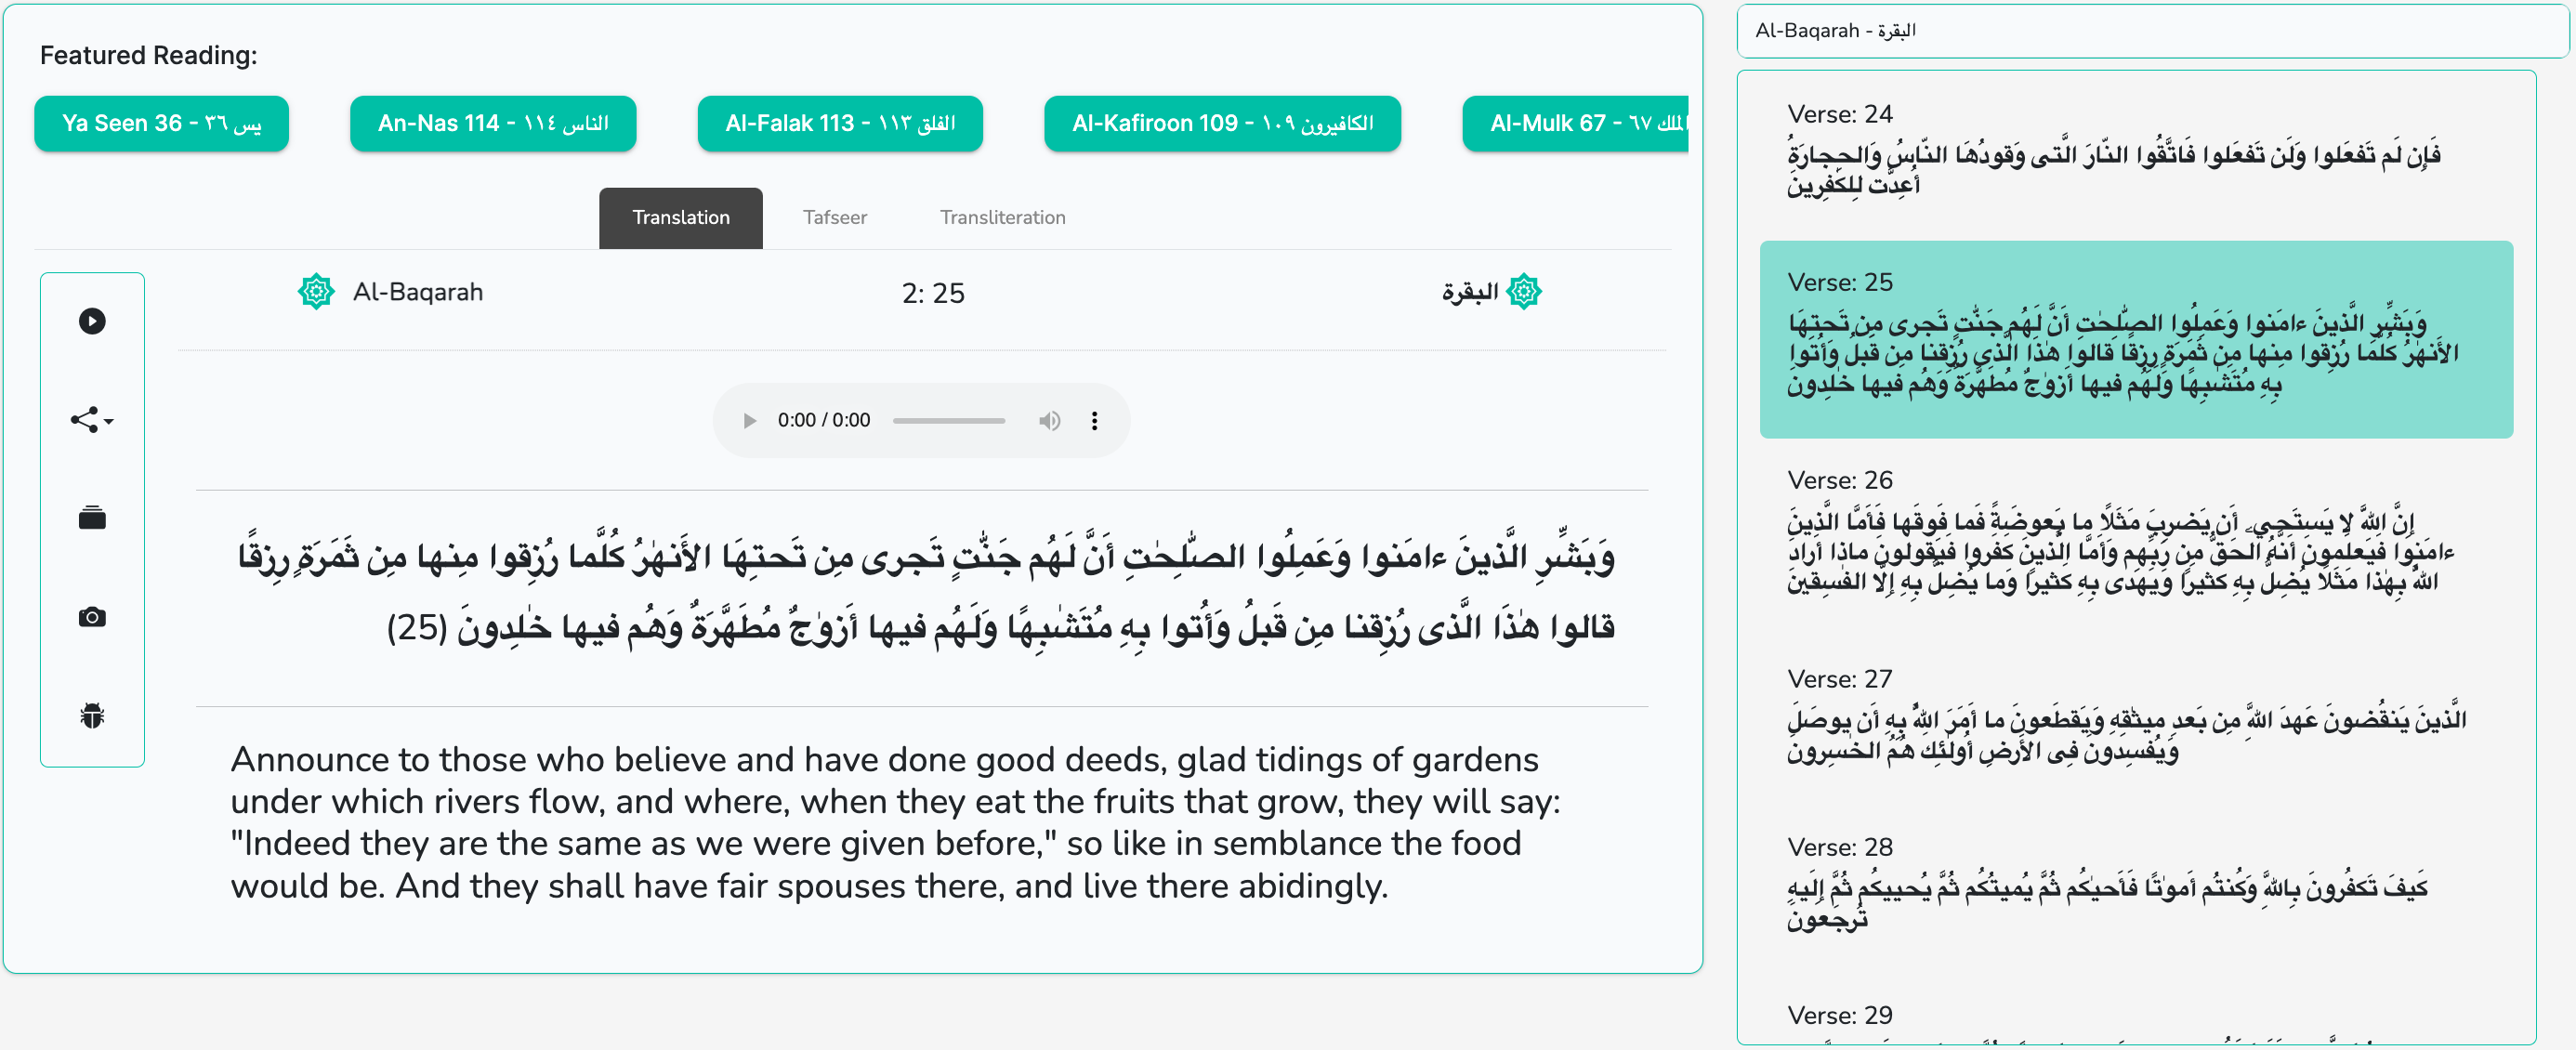 Featured Reading:
Ya Seen 36 - يس ٣٦
An-Nas 114 - الناس ١١٤
Al-Falak 113 - الفلق ١١٣
Al-Kafiroon 109 - الكافيرون ١٠٩
Al-Mulk 67 - الملك ٦٧
Translation
Tafseer
Transliteration
Al-Baqarah
2: 25
البقرة
0:00 / 0:00
وَبَشِّرِ الَّذينَ ءامَنوا وَعَمِلُوا الصّٰلِحٰتِ أَنَّ لَهُم جَنّٰتٍ تَجرى مِن تَحتِهَا الأَنهٰرُ كُلَّما رُزِقوا مِنها مِن ثَمَرَةٍ رِزقًا
قالوا هٰذَا الَّذى رُزِقنا مِن قَبلُ وَأُتوا بِهِ مُتَشٰبِهًا وَلَهُم فيها أَزوٰجٌ مُطَهَّرَةٌ وَهُم فيها خٰلِدونَ (25)
Announce to those who believe and have done good deeds, glad tidings of gardens
under which rivers flow, and where, when they eat the fruits that grow, they will say:
"Indeed they are the same as we were given before," so like in semblance the food
would be. And they shall have fair spouses there, and live there abidingly.
Al-Baqarah - البقرة
Verse: 24
فَإِن لَم تَفعَلوا وَلَن تَفعَلوا فَاتَّقُوا النّارَ الَّتى وَقودُهَا النّاسُ وَالحِجارَةُ
أُعِدَّت لِلكٰفِرينَ
Verse: 25
وَبَشِّرِ الَّذينَ ءامَنوا وَعَمِلُوا الصّٰلِحٰتِ أَنَّ لَهُم جَنّٰتٍ تَجرى مِن تَحتِهَا
الأَنهٰرُ كُلَّما رُزِقوا مِنها مِن ثَمَرَةٍ رِزقًا قالوا هٰذَا الَّذى رُزِقنا مِن قَبلُ وَأُتوا
بِهِ مُتَشٰبِهًا وَلَهُم فيها أَزوٰجٌ مُطَهَّرَةٌ وَهُم فيها خٰلِدونَ
Verse: 26
إِنَّ اللَّهَ لا يَستَحيۦ أَن يَضرِبَ مَثَلًا ما بَعوضَةً فَما فَوقَها فَأَمَّا الَّذينَ
ءامَنوا فَيَعلَمونَ أَنَّهُ الحَقُّ مِن رَبِّهِم وَأَمَّا الَّذينَ كَفَروا فَيَقولونَ ماذا أَرادَ
اللَّهُ بِهٰذا مَثَلًا يُضِلُّ بِهِ كَثيرًا وَيَهدى بِهِ كَثيرًا وَما يُضِلُّ بِهِ إِلَّا الفٰسِقينَ
Verse: 27
الَّذينَ يَنقُضونَ عَهدَ اللَّهِ مِن بَعدِ ميثٰقِهِ وَيَقطَعونَ ما أَمَرَ اللَّهُ بِهِ أَن يوصَلَ
وَيُفسِدونَ فِى الأَرضِ أُولٰئِكَ هُمُ الخٰسِرونَ
Verse: 28
كَيفَ تَكفُرونَ بِاللَّهِ وَكُنتُم أَموٰتًا فَأَحيٰكُم ثُمَّ يُميتُكُم ثُمَّ يُحييكُم ثُمَّ إِلَيهِ
تُرجَعونَ
Verse: 29